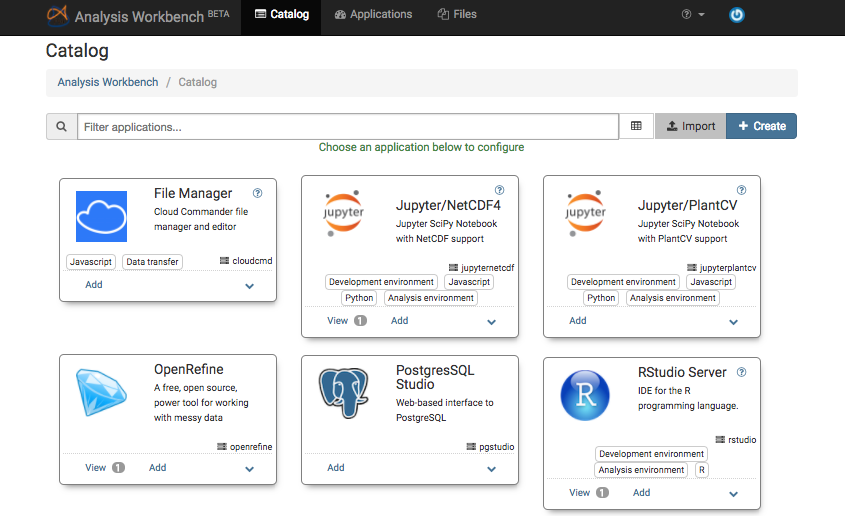 Analysis Workbench BETA
Catalog
Applications
Files
Catalog
Analysis Workbench / Catalog
Filter applications...
Import
Create
Choose an application below to configure
File Manager
Cloud Commander file
manager and editor
cloudcmd
Javascript
Data transfer
Add
jupyter
Jupyter/NetCDF4
Jupyter SciPy Notebook
with NetCDF support
jupyternetcdf
Development environment
Javascript
Python
Analysis environment
View 1
Add
jupyter
Jupyter/PlantCV
Jupyter SciPy Notebook
with PlantCV support
jupyterplantcv
Development environment
Javascript
Python
Analysis environment
Add
OpenRefine
A free, open source,
power tool for working
with messy data
openrefine
View 1
Add
PostgresSQL
Studio
Web-based interface to
PostgreSQL
pgstudio
Add
R
RStudio Server
IDE for the R
programming language.
rstudio
Development environment
Analysis environment
R
View 1
Add